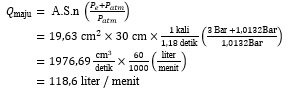 Q_maju = A.S.n ((P_e+P_atm)/P_atm)
= 19,63 cm² × 30 cm × (1 kali)/(1,18 detik) ((3 Bar +1,0132Bar)/(1,0132Bar))
= 1976,69 (cm³/detik) × (60/1000) (liter/menit)
= 118,6 liter / menit